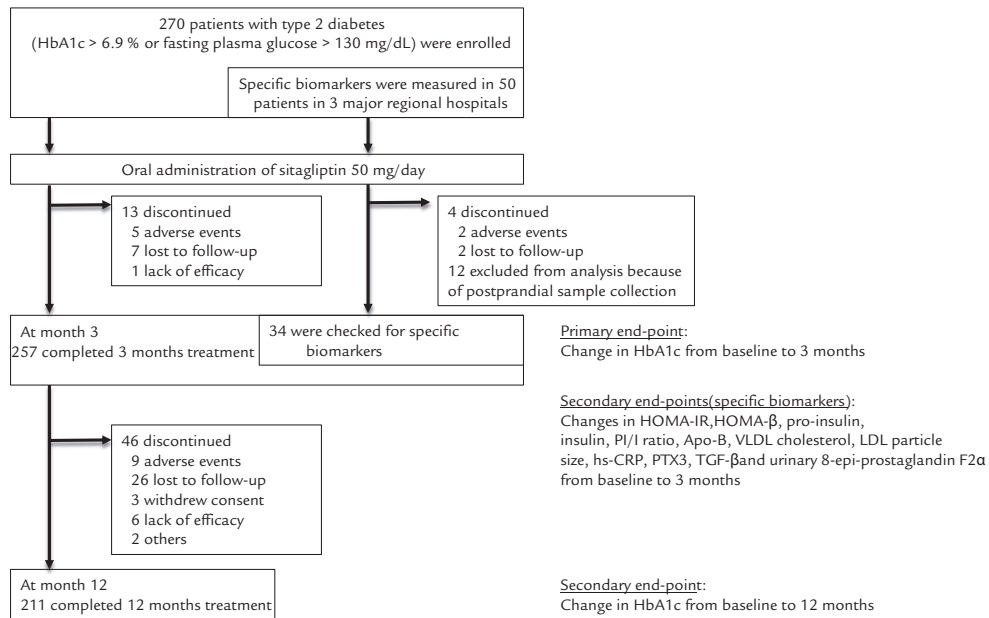 270 patients with type 2 diabetes
(HbA1c > 6.9 % or fasting plasma glucose > 130 mg/dL) were enrolled
Specific biomarkers were measured in 50
patients in 3 major regional hospitals
Oral administration of sitagliptin 50 mg/day
13 discontinued
5 adverse events
7 lost to follow-up
1 lack of efficacy
4 discontinued
2 adverse events
2 lost to follow-up
12 excluded from analysis because
of postprandial sample collection
At month 3
257 completed 3 months treatment
34 were checked for specific
biomarkers
Primary end-point:
Change in HbA1c from baseline to 3 months
Secondary end-points(specific biomarkers):
Changes in HOMA-IR,HOMA-β, pro-insulin,
insulin, PI/I ratio, Apo-B, VLDL cholesterol, LDL particle
size, hs-CRP, PTX3, TGF-βand urinary 8-epi-prostaglandin F2α
from baseline to 3 months
46 discontinued
9 adverse events
26 lost to follow-up
3 withdrew consent
6 lack of efficacy
2 others
At month 12
211 completed 12 months treatment
Secondary end-point:
Change in HbA1c from baseline to 12 months